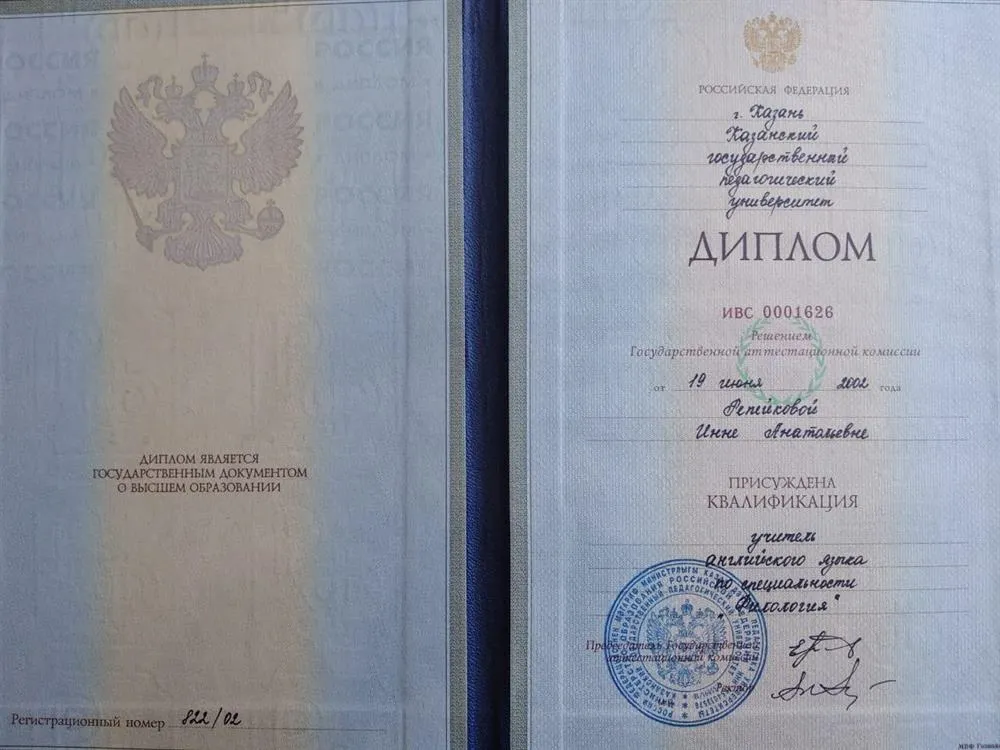 ДИПЛОМ ЯВЛЯЕТСЯ
ГОСУДАРСТВЕННЫМ ДОКУМЕНТОМ
О ВЫСШЕМ ОБРАЗОВАНИИ
Регистрационный номер 822/02
РОССИЙСКАЯ ФЕДЕРАЦИЯ
г. Казань
Казанский
государственный
педагогический
университет
ДИПЛОМ
ИВС 0001626
Решением
Государственной аттестационной комиссии
от 19 июня 2002 года
Репейковой
Инне Анатольевне
ПРИСУЖДЕНА
КВАЛИФИКАЦИЯ
учитель
английского языка
по специальности
"Филология"
Председатель Государственной
аттестационной комиссии
Ректор